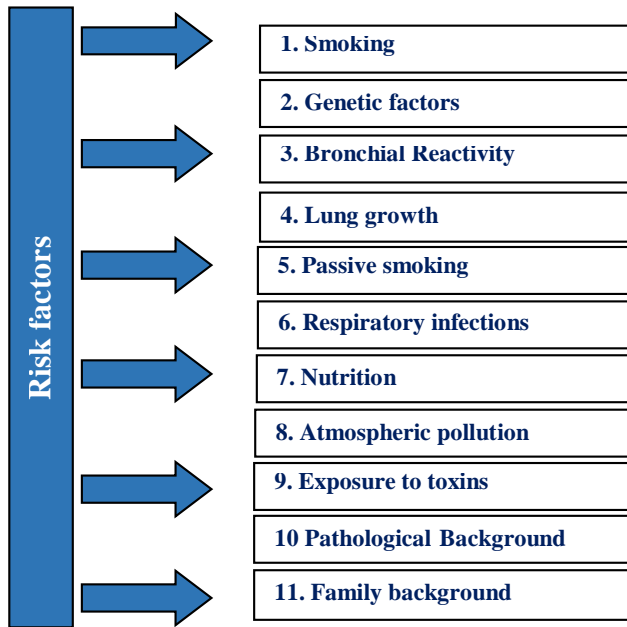 Risk factors
1. Smoking
2. Genetic factors
3. Bronchial Reactivity
4. Lung growth
5. Passive smoking
6. Respiratory infections
7. Nutrition
8. Atmospheric pollution
9. Exposure to toxins
10 Pathological Background
11. Family background